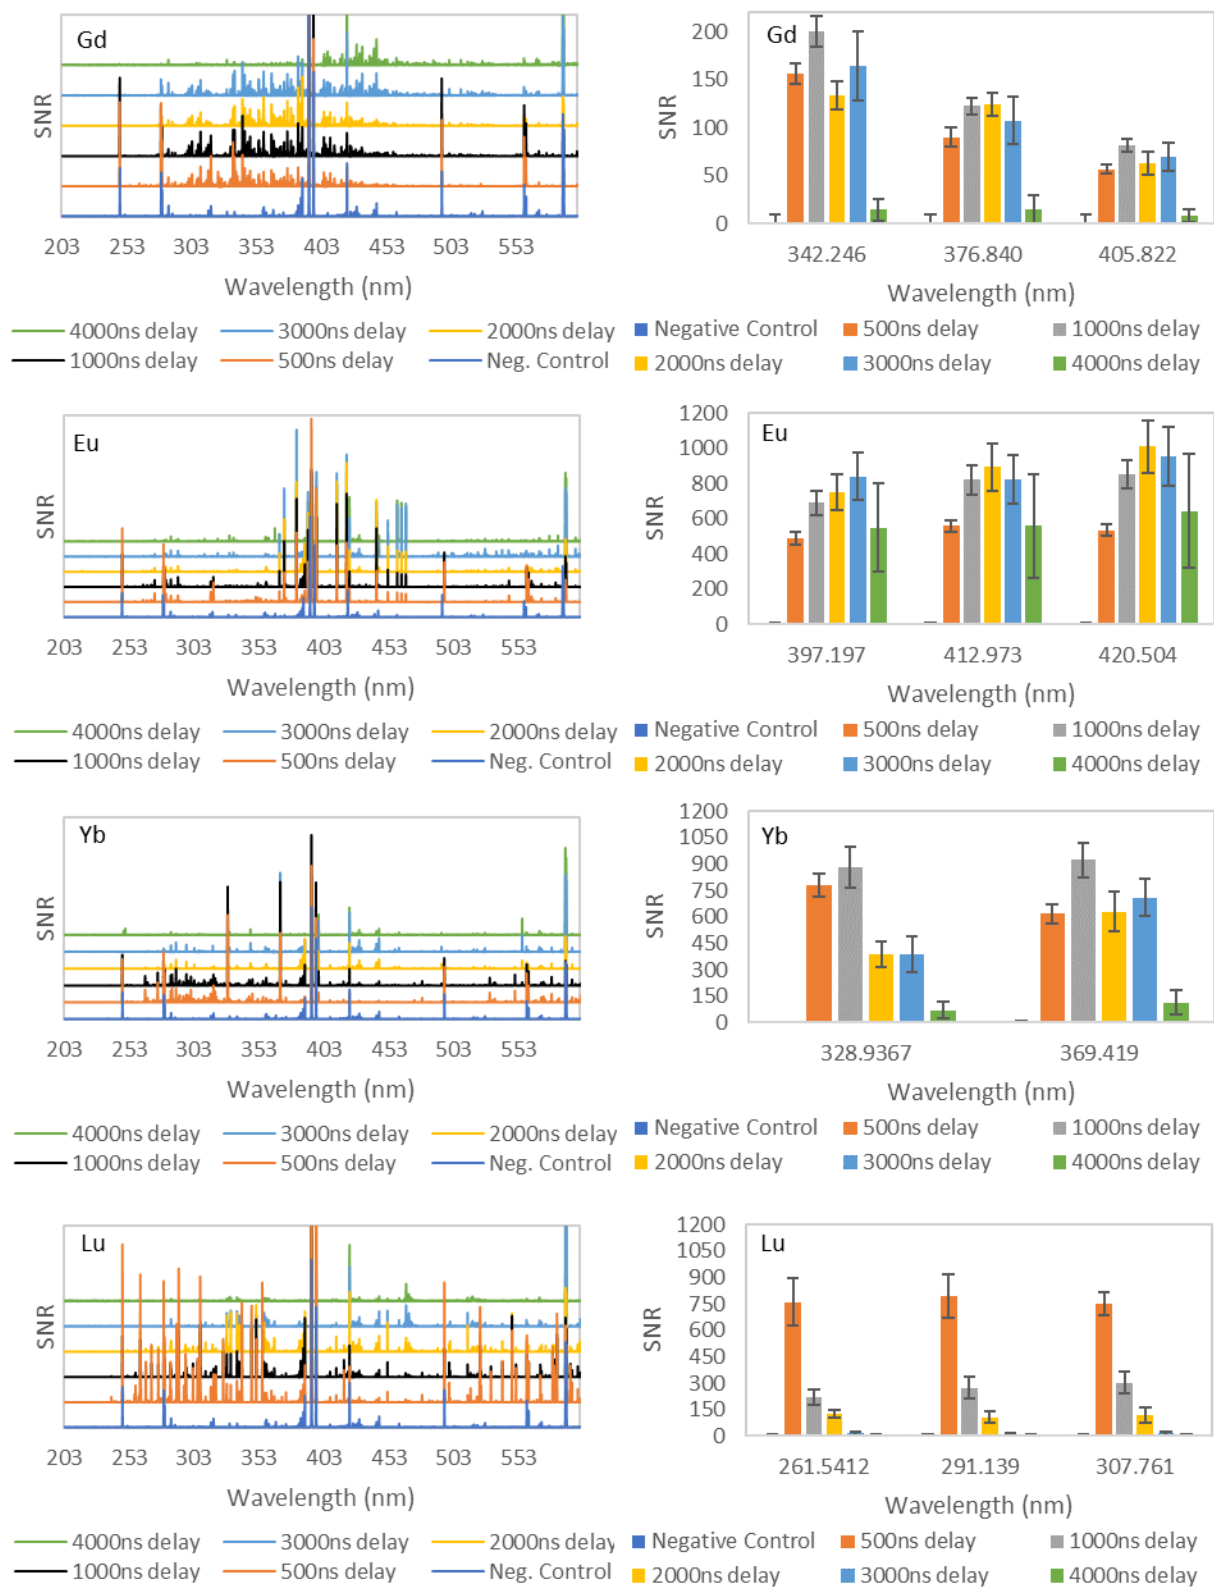 Gd
SNR
203 253 303 353 403 453 503 553
Wavelength (nm)
4000ns delay 3000ns delay 2000ns delay
1000ns delay 500ns delay Neg. Control
Gd
SNR
200
150
100
50
0
342.246 376.840 405.822
Wavelength (nm)
Negative Control 500ns delay 1000ns delay
2000ns delay 3000ns delay 4000ns delay
Eu
SNR
203 253 303 353 403 453 503 553
Wavelength (nm)
4000ns delay 3000ns delay 2000ns delay
1000ns delay 500ns delay Neg. Control
Eu
SNR
1200
1000
800
600
400
200
0
397.197 412.973 420.504
Wavelength (nm)
Negative Control 500ns delay 1000ns delay
2000ns delay 3000ns delay 4000ns delay
Yb
SNR
203 253 303 353 403 453 503 553
Wavelength (nm)
4000ns delay 3000ns delay 2000ns delay
1000ns delay 500ns delay Neg. Control
Yb
SNR
1200
1050
900
750
600
450
300
150
0
328.9367 369.419
Wavelength (nm)
Negative Control 500ns delay 1000ns delay
2000ns delay 3000ns delay 4000ns delay
Lu
SNR
203 253 303 353 403 453 503 553
Wavelength (nm)
4000ns delay 3000ns delay 2000ns delay
1000ns delay 500ns delay Neg. Control
Lu
SNR
1200
1050
900
750
600
450
300
150
0
261.5412 291.139 307.761
Wavelength (nm)
Negative Control 500ns delay 1000ns delay
2000ns delay 3000ns delay 4000ns delay